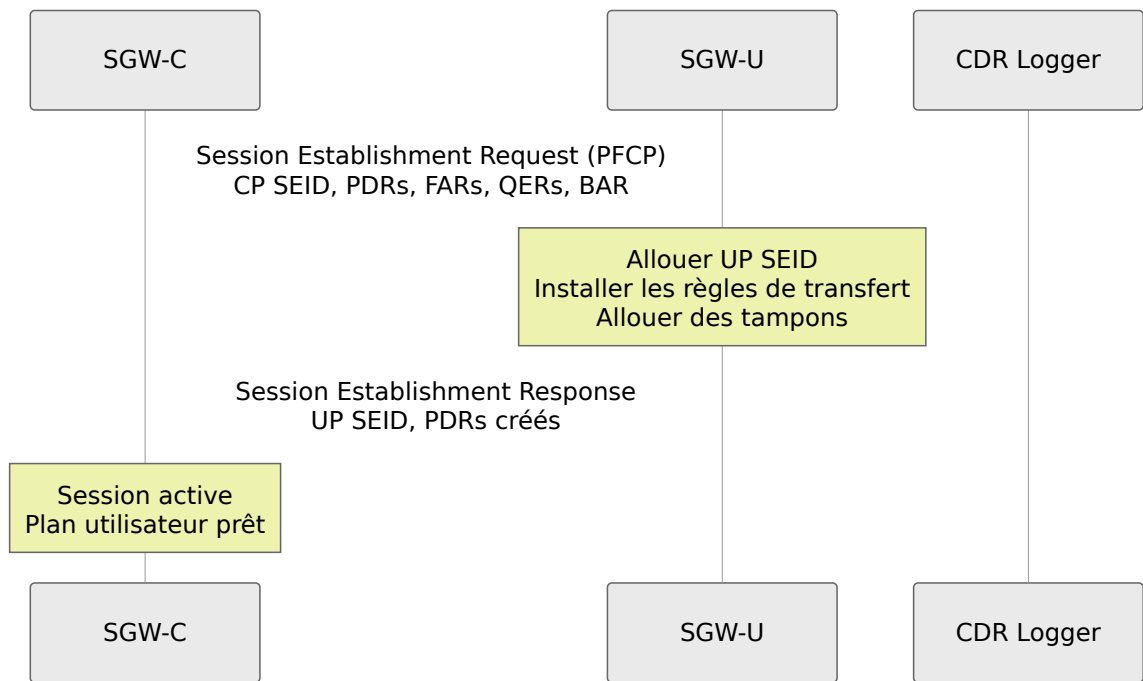 SGW-C
SGW-U
CDR Logger
Session Establishment Request (PFCP)
CP SEID, PDRs, FARs, QERs, BAR
Allouer UP SEID
Installer les règles de transfert
Allouer des tampons
Session Establishment Response
UP SEID, PDRs créés
Session active
Plan utilisateur prêt
SGW-C
SGW-U
CDR Logger